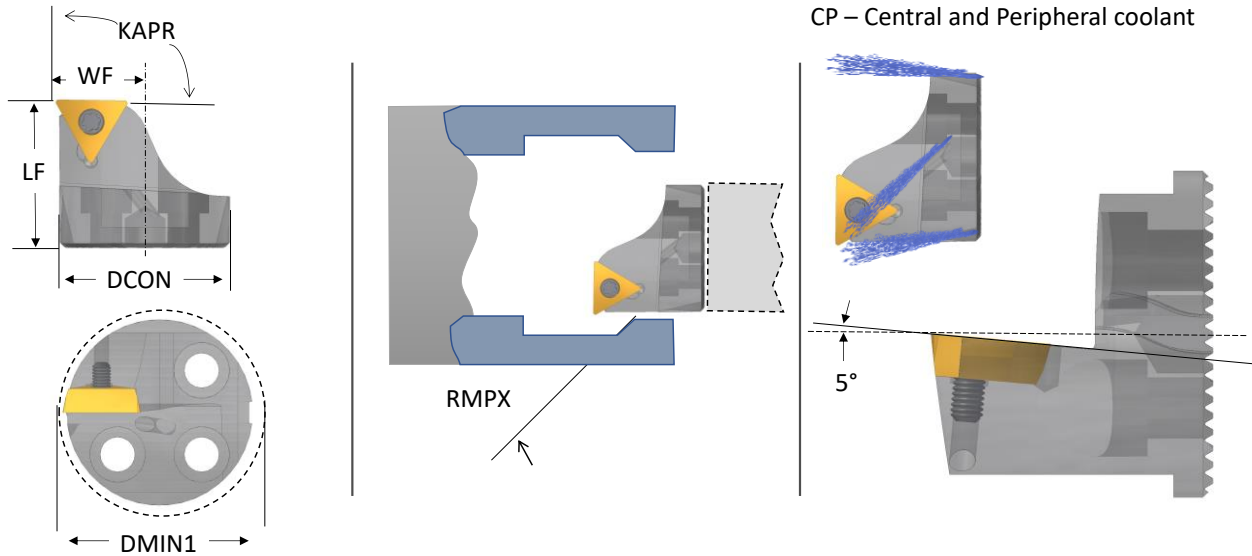 KAPR
WF
LF
DCON
DMIN1
RMPX
CP – Central and Peripheral coolant
5°